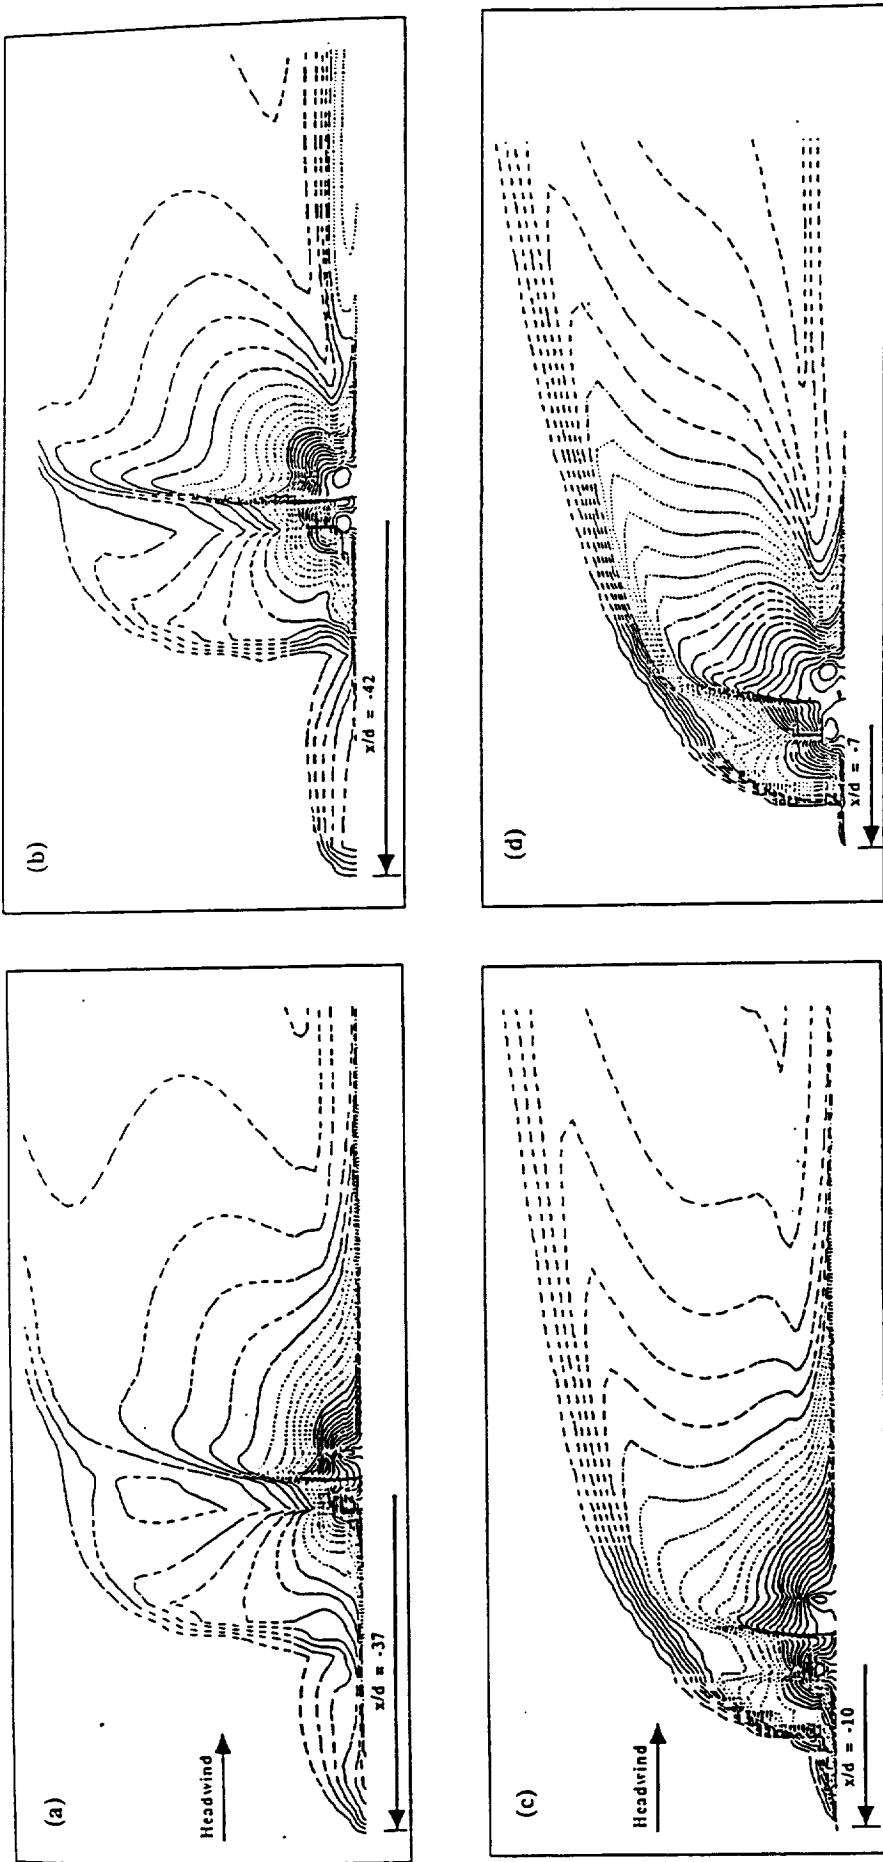 (a)
Headwind
x/d = -37
(b)
x/d = -42
(c)
Headwind
x/d = -10
(d)
x/d = -7